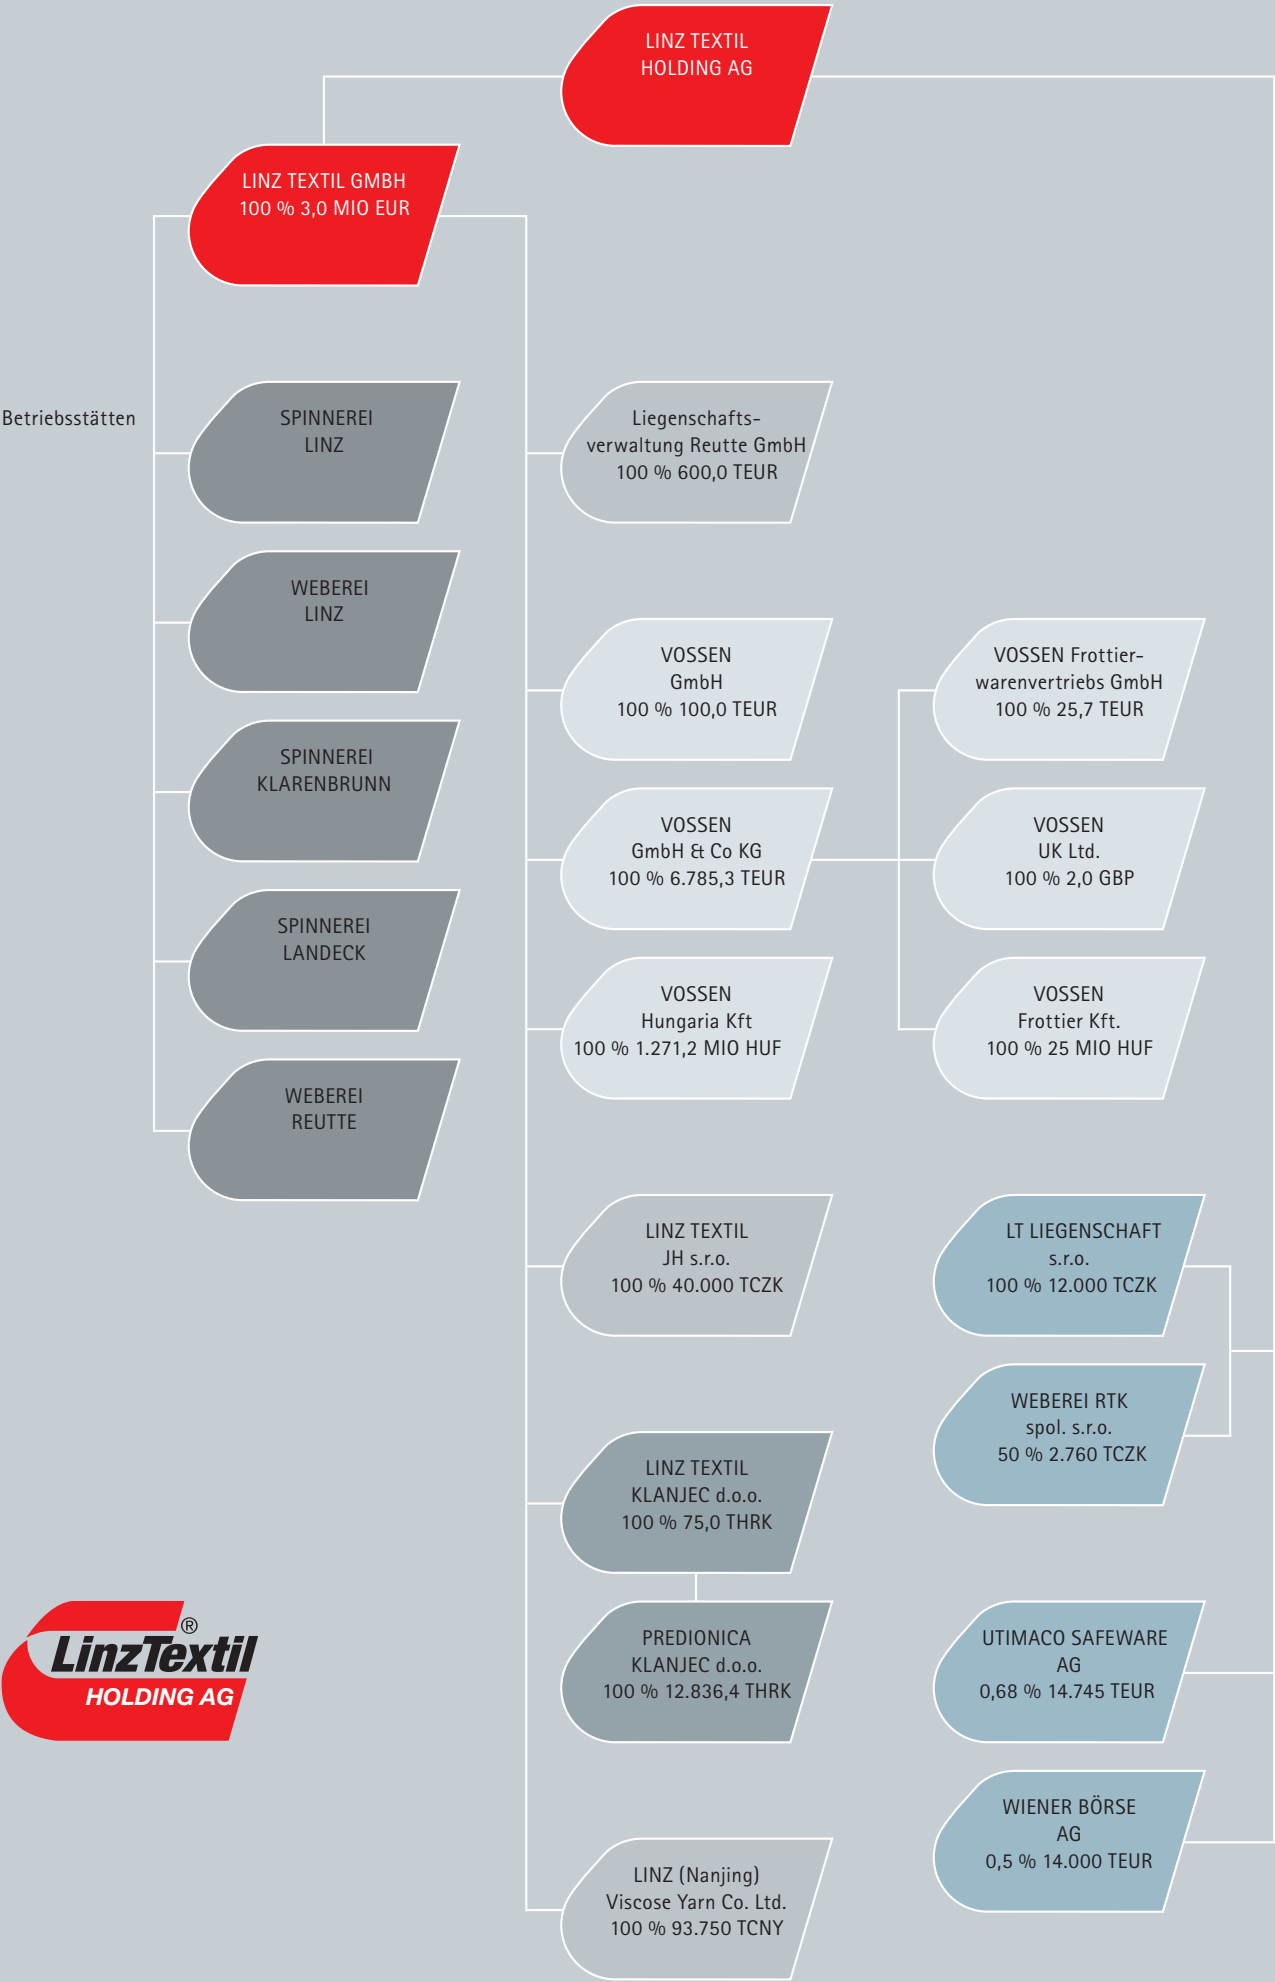 LINZ TEXTIL
HOLDING AG
LINZ TEXTIL GMBH
100 % 3,0 MIO EUR
Betriebsstätten
SPINNEREI
LINZ
WEBEREI
LINZ
SPINNEREI
KLARENBRUNN
SPINNEREI
LANDECK
WEBEREI
REUTTE
Liegenschafts-
verwaltung Reutte GmbH
100 % 600,0 TEUR
VOSSEN
GmbH
100 % 100,0 TEUR
VOSSEN
GmbH & Co KG
100 % 6.785,3 TEUR
VOSSEN
Hungaria Kft
100 % 1.271,2 MIO HUF
VOSSEN Frottier-
warenvertriebs GmbH
100 % 25,7 TEUR
VOSSEN
UK Ltd.
100 % 2,0 GBP
VOSSEN
Frottier Kft.
100 % 25 MIO HUF
LINZ TEXTIL
JH s.r.o.
100 % 40.000 TCZK
LINZ TEXTIL
KLANJEC d.o.o.
100 % 75,0 THRK
PREDIONICA
KLANJEC d.o.o.
100 % 12.836,4 THRK
LINZ (Nanjing)
Viscose Yarn Co. Ltd.
100 % 93.750 TCNY
LT LIEGENSCHAFT
s.r.o.
100 % 12.000 TCZK
WEBEREI RTK
spol. s.r.o.
50 % 2.760 TCZK
UTIMACO SAFEWARE
AG
0,68 % 14.745 TEUR
WIENER BÖRSE
AG
0,5 % 14.000 TEUR
LinzTextil®
HOLDING AG